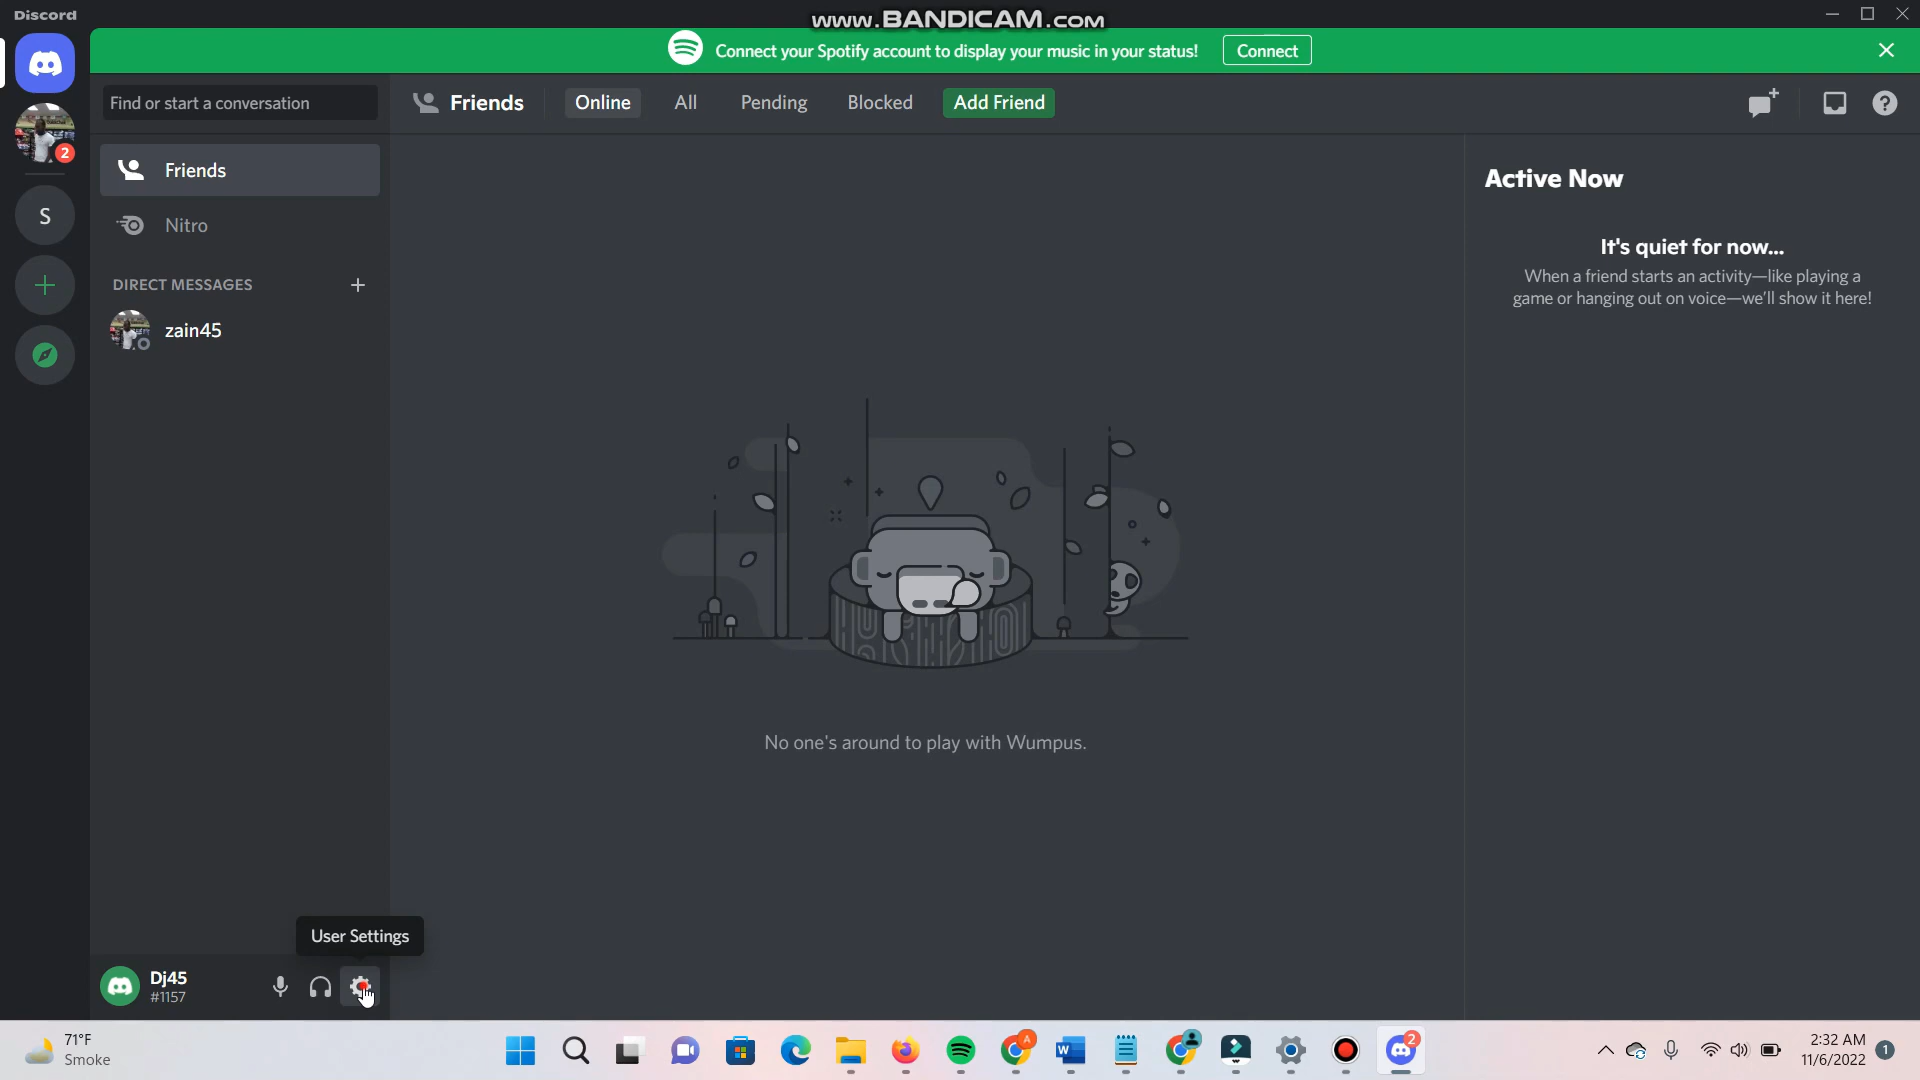 Discord
www.BANDICAM.com
Connect your Spotify account to display your music in your status!
Connect
Find or start a conversation
Friends
Online
All
Pending
Blocked
Add Friend
2
Friends
Nitro
S
DIRECT MESSAGES
zain45
Active Now
It's quiet for now...
When a friend starts an activity—like playing a
game or hanging out on voice—we'll show it here!
No one's around to play with Wumpus.
User Settings
Dj45
#1157
71°F
Smoke
A
W
2
2:32 AM
11/6/2022
1